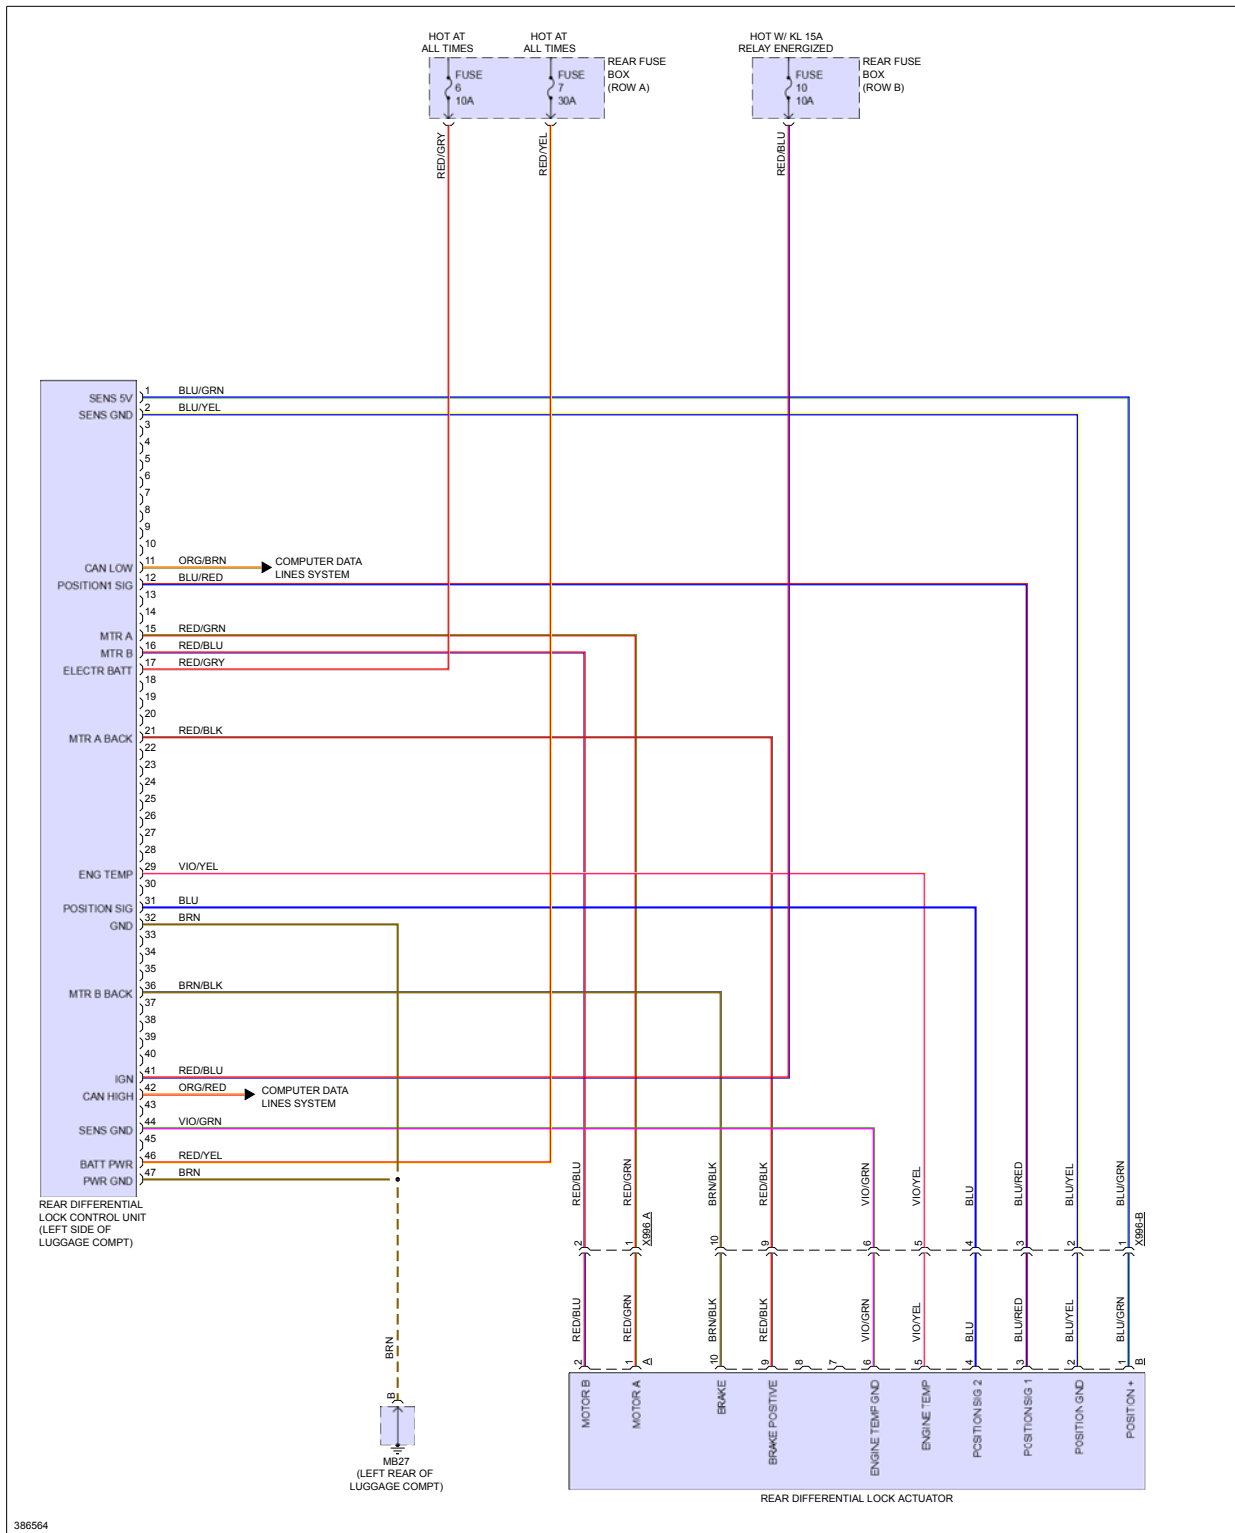 HOT AT
ALL TIMES
HOT AT
ALL TIMES
HOT W/ KL 15A
RELAY ENERGIZED
FUSE
6
10A
FUSE
7
30A
REAR FUSE
BOX
(ROW A)
FUSE
10
10A
REAR FUSE
BOX
(ROW B)
RED/GRY
RED/YEL
RED/BLU
SENS 5V 1 BLU/GRN
SENS GND 2 BLU/YEL
3
4
5
6
7
8
9
10
CAN LOW 11 ORG/BRN COMPUTER DATA
LINES SYSTEM
POSITION1 SIG 12 BLU/RED
13
14
MTR A 15 RED/GRN
MTR B 16 RED/BLU
ELECTR BATT 17 RED/GRY
18
19
20
MTR A BACK 21 RED/BLK
22
23
24
25
26
27
28
ENG TEMP 29 VIO/YEL
30
POSITION SIG 31 BLU
GND 32 BRN
33
34
35
MTR B BACK 36 BRN/BLK
37
38
39
40
IGN 41 RED/BLU
CAN HIGH 42 ORG/RED COMPUTER DATA
LINES SYSTEM
43
SENS GND 44 VIO/GRN
45
BATT PWR 46 RED/YEL
PWR GND 47 BRN
REAR DIFFERENTIAL
LOCK CONTROL UNIT
(LEFT SIDE OF
LUGGAGE COMPT)
RED/BLU RED/GRN BRN/BLK RED/BLK VIO/GRN VIO/YEL BLU BLU/RED BLU/YEL BLU/GRN
2 1 X996 A 10 9 6 5 4 3 2 1 X996-B
RED/BLU RED/GRN BRN/BLK RED/BLK VIO/GRN VIO/YEL BLU BLU/RED BLU/YEL BLU/GRN
2 1 A 10 9 8 7 6 5 4 3 2 1 B
MOTOR B
MOTOR A
BRAKE
BRAKE POSITIVE
ENGINE TEMP GND
ENGINE TEMP
POSITION SIG 2
POSITION SIG 1
POSITION GND
POSITION +
BRN
B
MB27
(LEFT REAR OF
LUGGAGE COMPT)
REAR DIFFERENTIAL LOCK ACTUATOR
386564